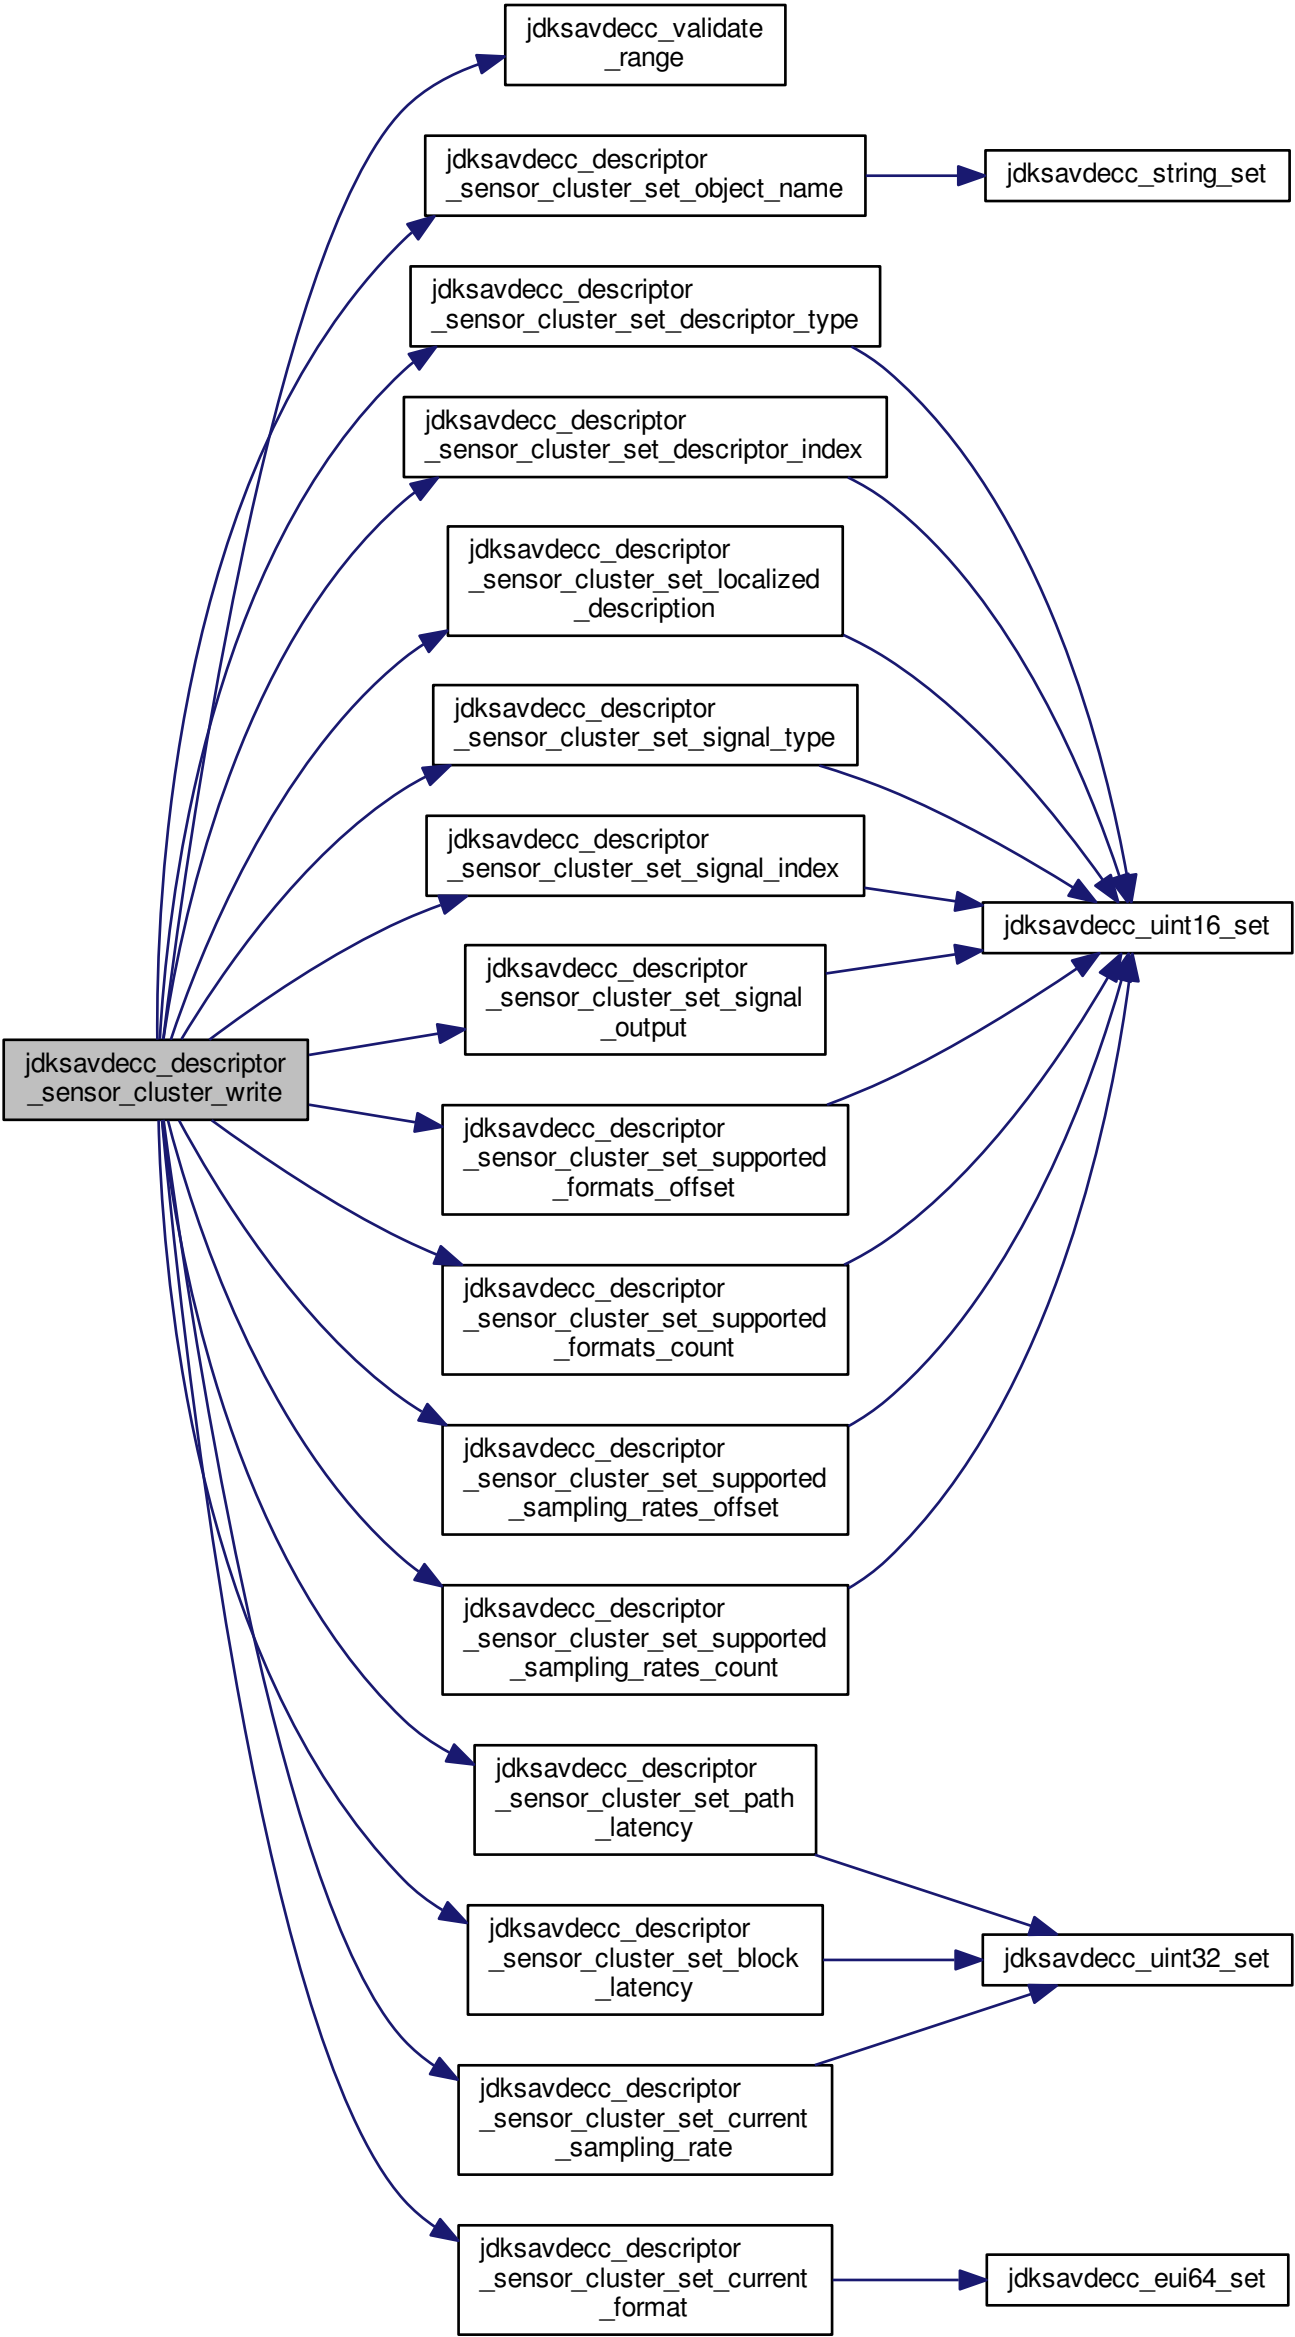 jdksavdecc_validate
_range
jdksavdecc_descriptor
_sensor_cluster_set_object_name
jdksavdecc_string_set
jdksavdecc_descriptor
_sensor_cluster_set_descriptor_type
jdksavdecc_descriptor
_sensor_cluster_set_descriptor_index
jdksavdecc_descriptor
_sensor_cluster_set_localized
_description
jdksavdecc_descriptor
_sensor_cluster_set_signal_type
jdksavdecc_descriptor
_sensor_cluster_set_signal_index
jdksavdecc_uint16_set
jdksavdecc_descriptor
_sensor_cluster_set_signal
_output
jdksavdecc_descriptor
_sensor_cluster_write
jdksavdecc_descriptor
_sensor_cluster_set_supported
_formats_offset
jdksavdecc_descriptor
_sensor_cluster_set_supported
_formats_count
jdksavdecc_descriptor
_sensor_cluster_set_supported
_sampling_rates_offset
jdksavdecc_descriptor
_sensor_cluster_set_supported
_sampling_rates_count
jdksavdecc_descriptor
_sensor_cluster_set_path
_latency
jdksavdecc_descriptor
_sensor_cluster_set_block
_latency
jdksavdecc_uint32_set
jdksavdecc_descriptor
_sensor_cluster_set_current
_sampling_rate
jdksavdecc_descriptor
_sensor_cluster_set_current
_format
jdksavdecc_eui64_set